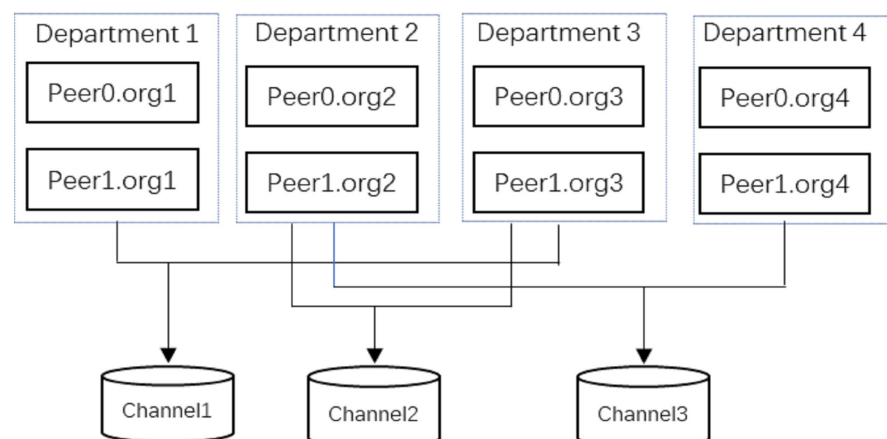 Department 1
Department 2
Department 3
Department 4
Peer0.org1
Peer0.org2
Peer0.org3
Peer0.org4
Peer1.org1
Peer1.org2
Peer1.org3
Peer1.org4
Channel1
Channel2
Channel3